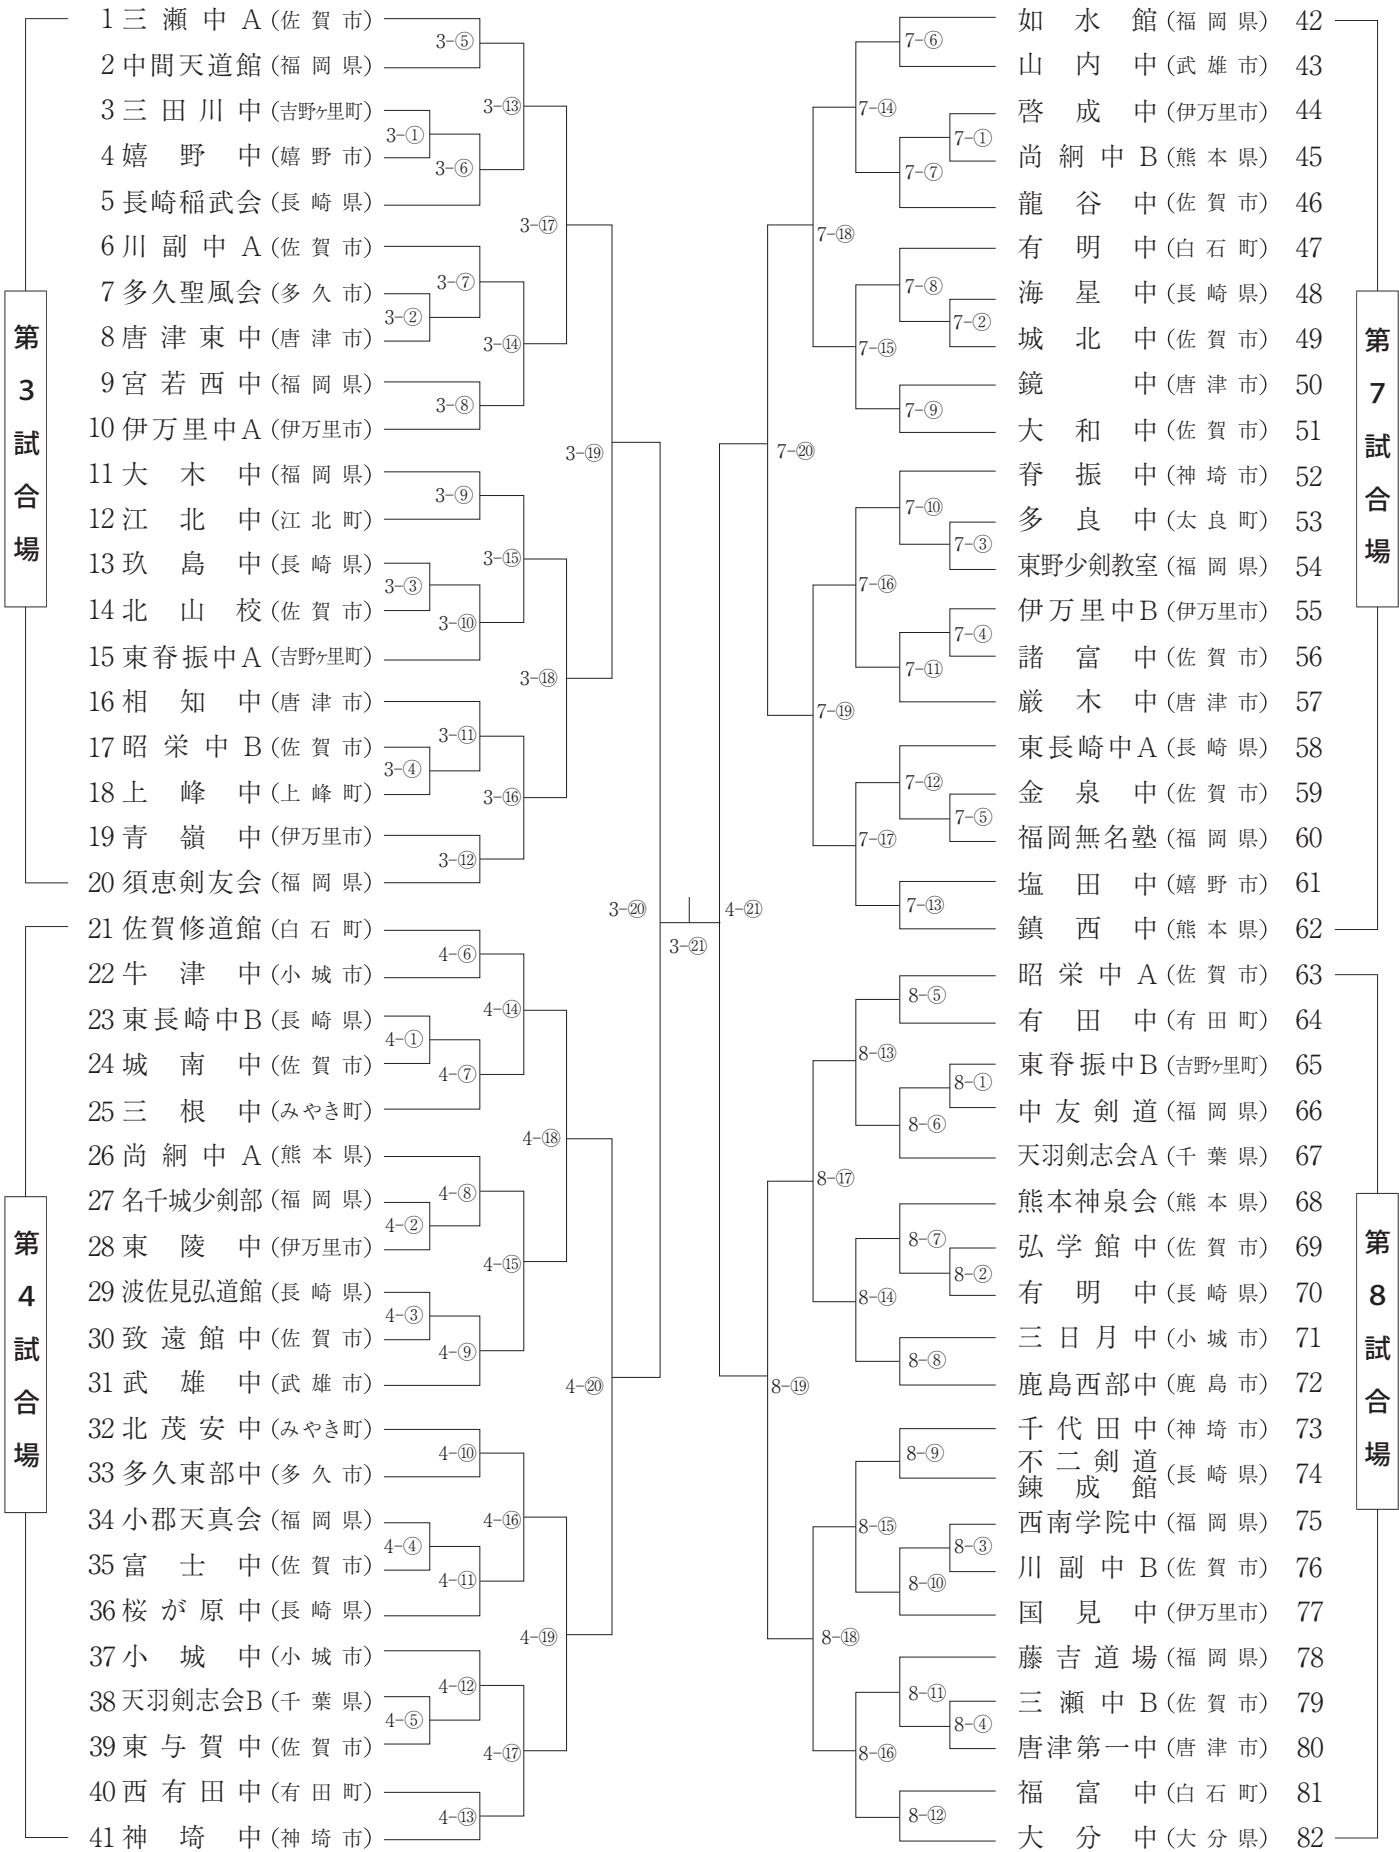 第3試合場
1 三瀬中A (佐賀市)
2 中間天道館 (福岡県)
3 三田川中 (吉野ヶ里町)
4 嬉野中 (嬉野市)
5 長崎稲武会 (長崎県)
6 川副中A (佐賀市)
7 多久聖風会 (多久市)
8 唐津東中 (唐津市)
9 宮若西中 (福岡県)
10 伊万里中A (伊万里市)
11 大木中 (福岡県)
12 江北中 (江北町)
13 玖島中 (長崎県)
14 北山校 (佐賀市)
15 東脊振中A (吉野ヶ里町)
16 相知中 (唐津市)
17 昭栄中B (佐賀市)
18 上峰中 (上峰町)
19 青嶺中 (伊万里市)
20 須恵剣友会 (福岡県)
3-⑤
3-①
3-⑥
3-⑬
3-⑦
3-②
3-⑭
3-⑧
3-⑰
3-⑨
3-③
3-⑩
3-⑮
3-⑪
3-④
3-⑯
3-⑫
3-⑱
3-⑲
第4試合場
21 佐賀修道館 (白石町)
22 牛津中 (小城市)
23 東長崎中B (長崎県)
24 城南中 (佐賀市)
25 三根中 (みやき町)
26 尚絅中A (熊本県)
27 名千城少剣部 (福岡県)
28 東陵中 (伊万里市)
29 波佐見弘道館 (長崎県)
30 致遠館中 (佐賀市)
31 武雄中 (武雄市)
32 北茂安中 (みやき町)
33 多久東部中 (多久市)
34 小郡天真会 (福岡県)
35 富士中 (佐賀市)
36 桜が原中 (長崎県)
37 小城中 (小城市)
38 天羽剣志会B (千葉県)
39 東与賀中 (佐賀市)
40 西有田中 (有田町)
41 神埼中 (神埼市)
4-⑥
4-①
4-⑦
4-⑭
4-⑧
4-②
4-⑮
4-③
4-⑨
4-⑱
4-⑩
4-④
4-⑪
4-⑯
4-⑫
4-⑤
4-⑰
4-⑬
4-⑲
4-⑳
3-⑳
3-㉑
4-㉑
第7試合場
如水館 (福岡県) 42
山内中 (武雄市) 43
啓成中 (伊万里市) 44
尚絅中B (熊本県) 45
龍谷中 (佐賀市) 46
有明中 (白石町) 47
海星中 (長崎県) 48
城北中 (佐賀市) 49
鏡中 (唐津市) 50
大和中 (佐賀市) 51
脊振中 (神埼市) 52
多良中 (太良町) 53
東野少剣教室 (福岡県) 54
伊万里中B (伊万里市) 55
諸富中 (佐賀市) 56
厳木中 (唐津市) 57
東長崎中A (長崎県) 58
金泉中 (佐賀市) 59
福岡無名塾 (福岡県) 60
塩田中 (嬉野市) 61
鎮西中 (熊本県) 62
7-⑥
7-⑭
7-①
7-⑦
7-⑱
7-⑧
7-②
7-⑮
7-⑨
7-⑳
7-⑩
7-③
7-⑯
7-④
7-⑪
7-⑲
7-⑫
7-⑤
7-⑰
7-⑬
第8試合場
昭栄中A (佐賀市) 63
有田中 (有田町) 64
東脊振中B (吉野ヶ里町) 65
中友剣道 (福岡県) 66
天羽剣志会A (千葉県) 67
熊本神泉会 (熊本県) 68
弘学館中 (佐賀市) 69
有明中 (長崎県) 70
三日月中 (小城市) 71
鹿島西部中 (鹿島市) 72
千代田中 (神埼市) 73
不二剣道
錬成館 (長崎県) 74
西南学院中 (福岡県) 75
川副中B (佐賀市) 76
国見中 (伊万里市) 77
藤吉道場 (福岡県) 78
三瀬中B (佐賀市) 79
唐津第一中 (唐津市) 80
福富中 (白石町) 81
大分中 (大分県) 82
8-⑤
8-⑬
8-①
8-⑥
8-⑰
8-⑦
8-②
8-⑭
8-⑧
8-⑲
8-⑨
8-⑮
8-③
8-⑩
8-⑱
8-⑪
8-④
8-⑯
8-⑫